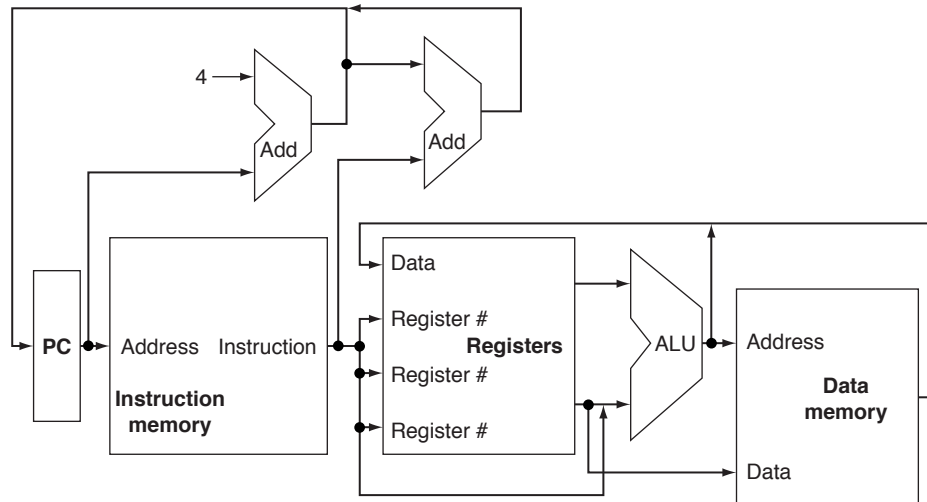 4
Add
Add
Data
PC
Address
Instruction
Register #
Registers
ALU
Address
Register #
Instruction
memory
Data
memory
Register #
Data